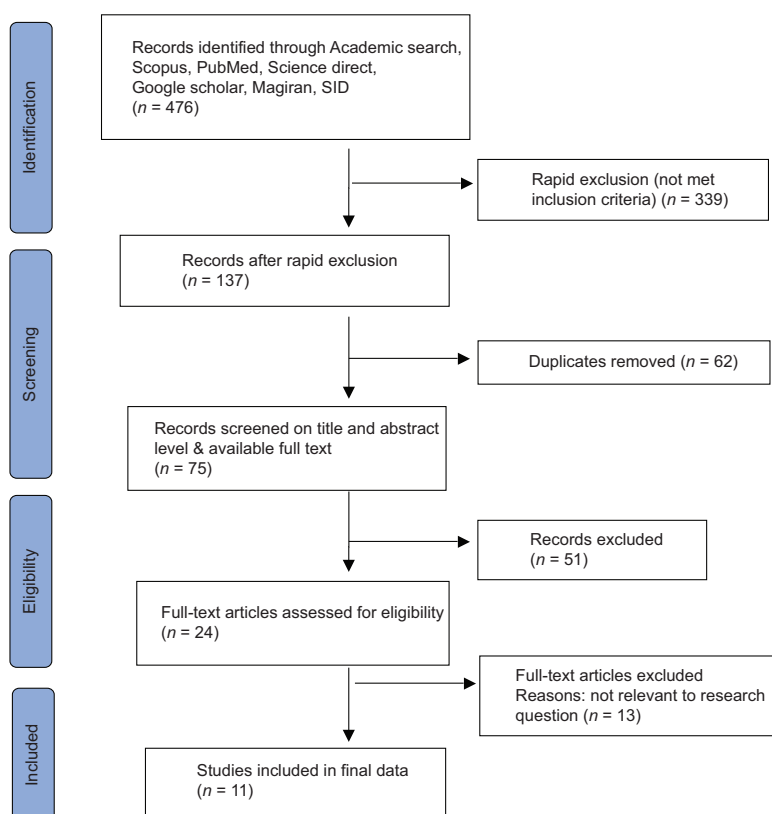 Identification
Records identified through Academic search,
Scopus, PubMed, Science direct,
Google scholar, Magiran, SID
(n = 476)
Rapid exclusion (not met
inclusion criteria) (n = 339)
Records after rapid exclusion
(n = 137)
Screening
Duplicates removed (n = 62)
Records screened on title and abstract
level & available full text
(n = 75)
Records excluded
(n = 51)
Eligibility
Full-text articles assessed for eligibility
(n = 24)
Full-text articles excluded
Reasons: not relevant to research
question (n = 13)
Included
Studies included in final data
(n = 11)